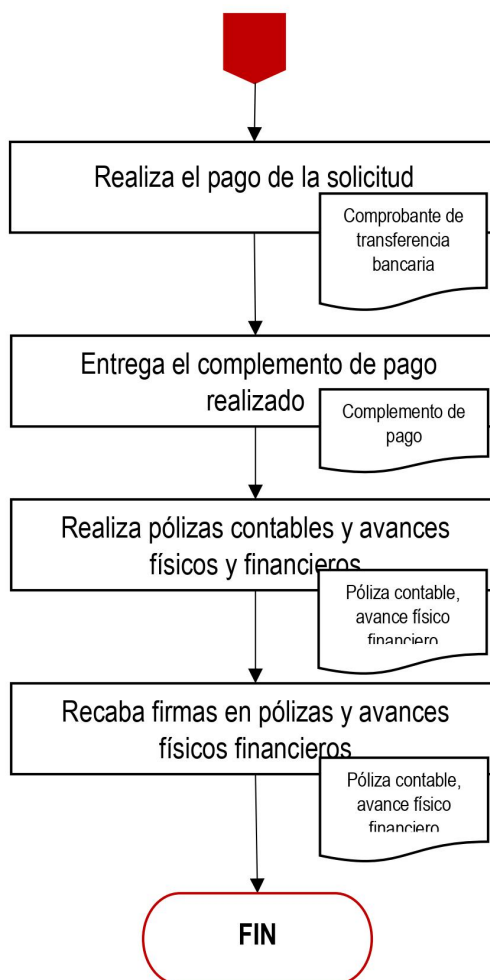 Realiza el pago de la solicitud
Comprobante de
transferencia
bancaria
Entrega el complemento de pago
realizado
Complemento de
pago
Realiza pólizas contables y avances
físicos y financieros
Póliza contable,
avance físico
financiero
Recaba firmas en pólizas y avances
físicos financieros
Póliza contable,
avance físico
financiero
FIN